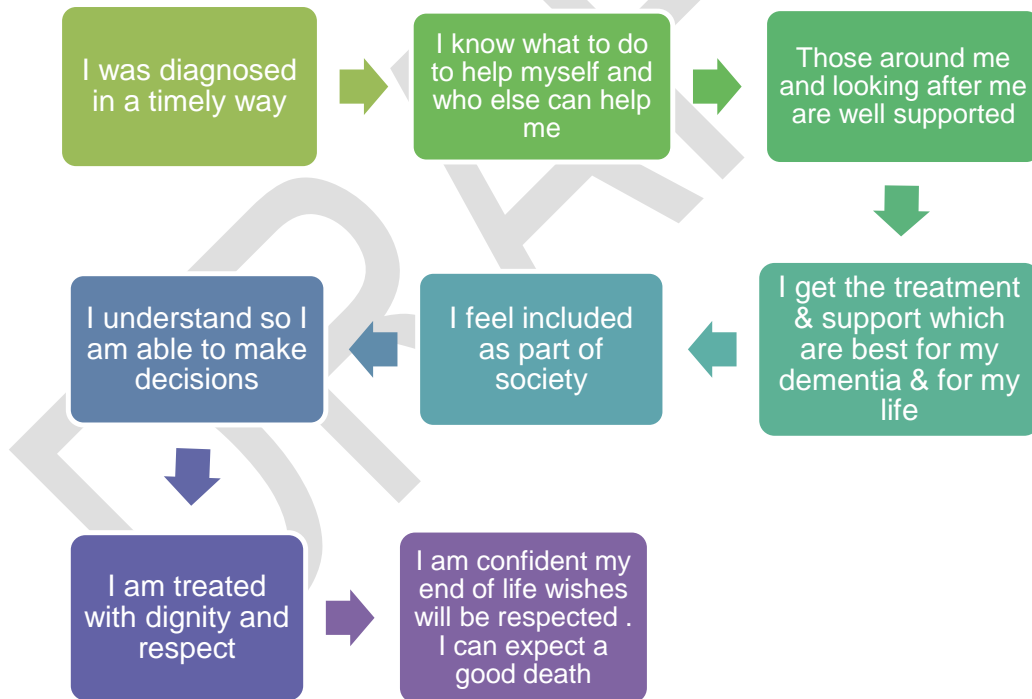 I was diagnosed
in a timely way
I know what to do
to help myself and
who else can help
me
Those around me
and looking after me
are well supported
I get the treatment
& support which
are best for my
dementia & for my
life
I feel included
as part of
society
I understand so I
am able to make
decisions
I am treated
with dignity and
respect
I am confident my
end of life wishes
will be respected .
I can expect a
good death